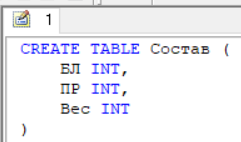 1
CREATE TABLE Состав (
БЛ INT,
ПР INT,
Вес INT
)